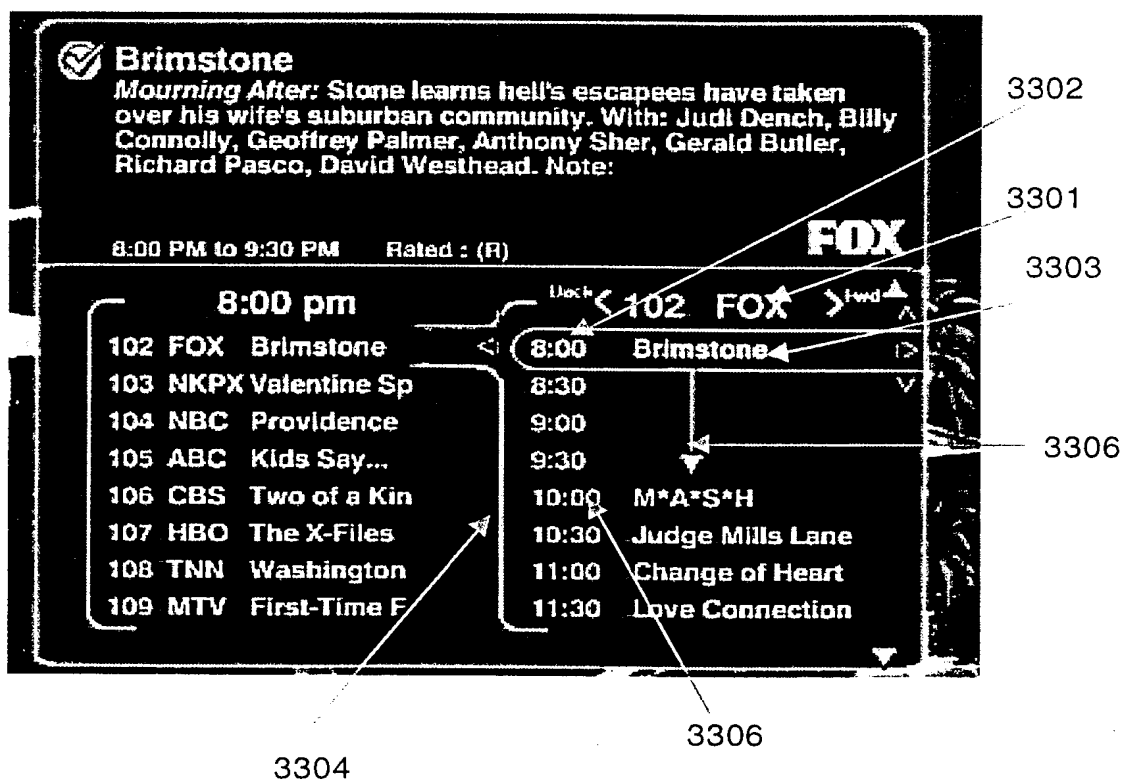 Brimstone
Mourning After: Stone learns hell's escapees have taken
over his wife's suburban community. With: Judi Dench, Billy
Connolly, Geoffrey Palmer, Anthony Sher, Gerald Butler,
Richard Pasco, David Westhead. Note:
8:00 PM to 9:30 PM Rated : (R)
FOX
8:00 pm
102 FOX Brimstone
103 NKPX Valentine Sp
104 NBC Providence
105 ABC Kids Say...
106 CBS Two of a Kin
107 HBO The X-Files
108 TNN Washington
109 MTV First-Time F
< 102 FOX > Fwd
8:00 Brimstone
8:30
9:00
9:30
10:00 M*A*S*H
10:30 Judge Mills Lane
11:00 Change of Heart
11:30 Love Connection
3302
3301
3303
3306
3306
3304